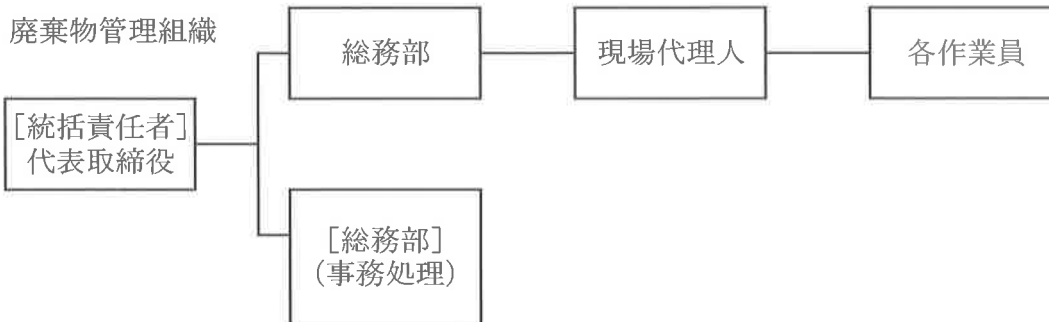 廃棄物管理組織
総務部
現場代理人
各作業員
[統括責任者]
代表取締役
[総務部]
(事務処理)